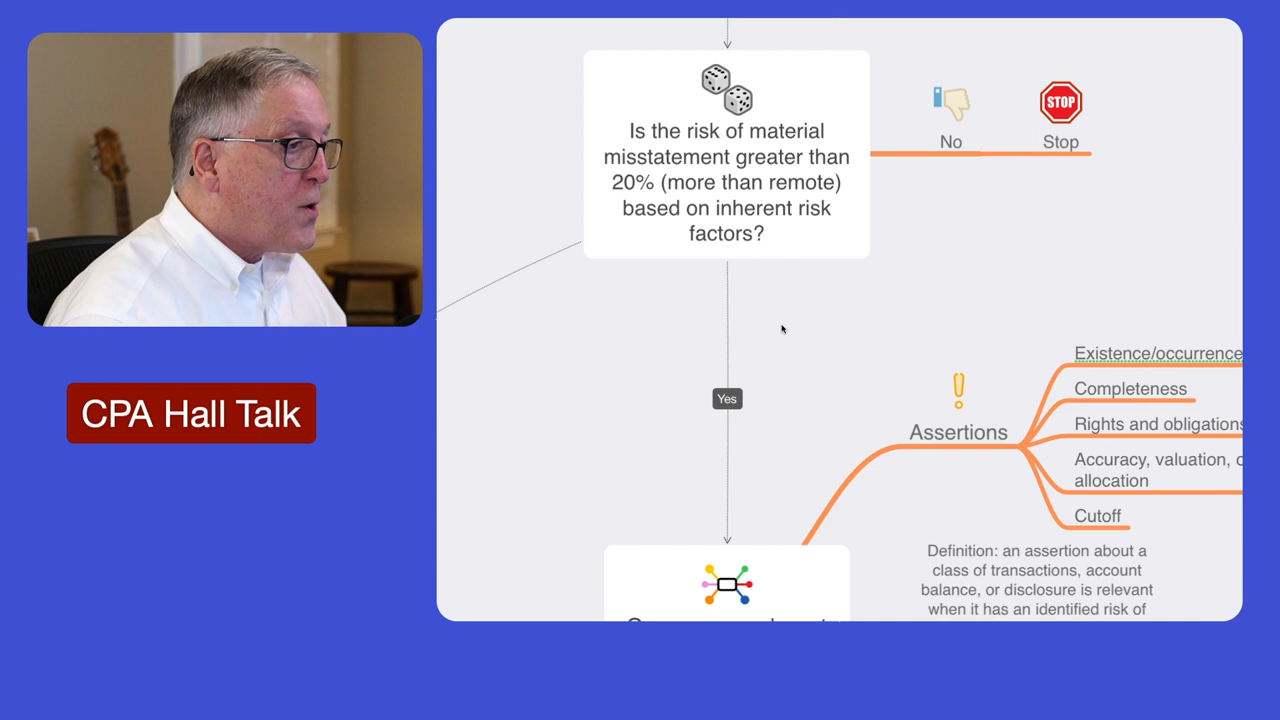 Is the risk of material
misstatement greater than
20% (more than remote)
based on inherent risk
factors?
STOP
No
Stop
Yes
Assertions
Existence/occurrence
Completeness
Rights and obligations
Accuracy, valuation,
allocation
Cutoff
Definition: an assertion about a
class of transactions, account
balance, or disclosure is relevant
when it has an identified risk of
CPA Hall Talk